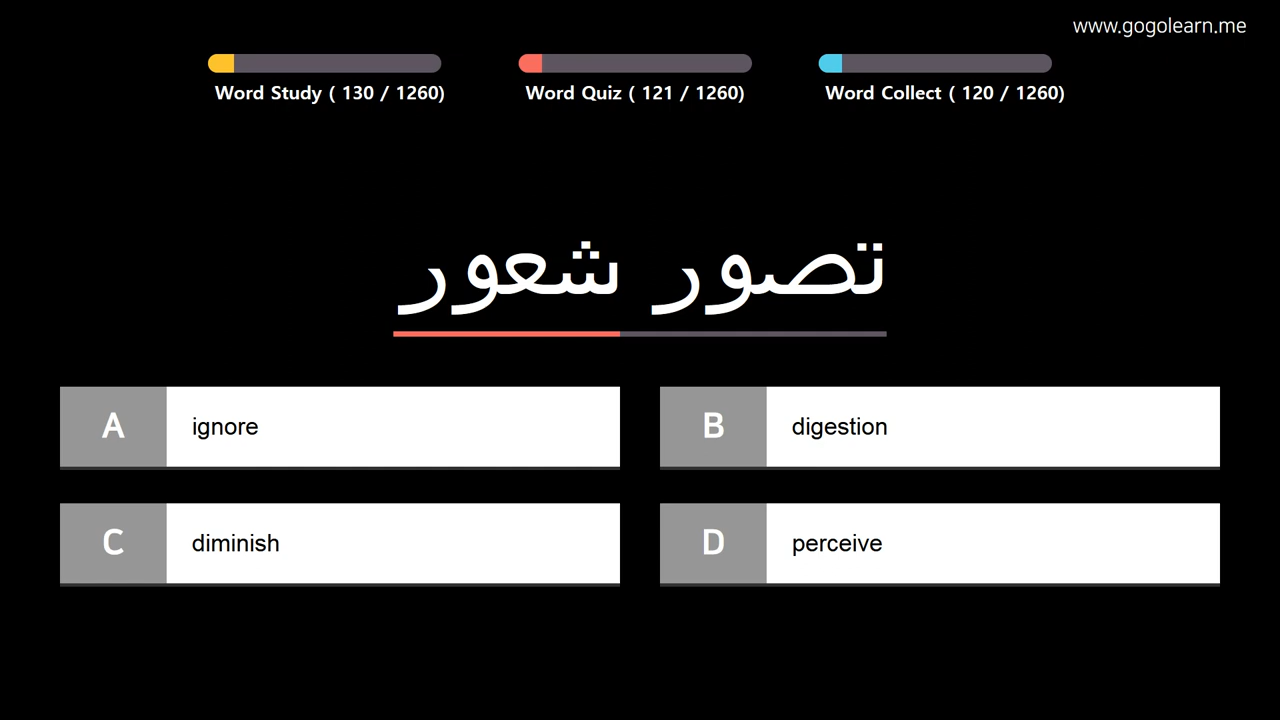 www.gogolearn.me
Word Study ( 130 / 1260)
Word Quiz ( 121 / 1260)
Word Collect ( 120 / 1260)
تصور شعور
A ignore
B digestion
C diminish
D perceive